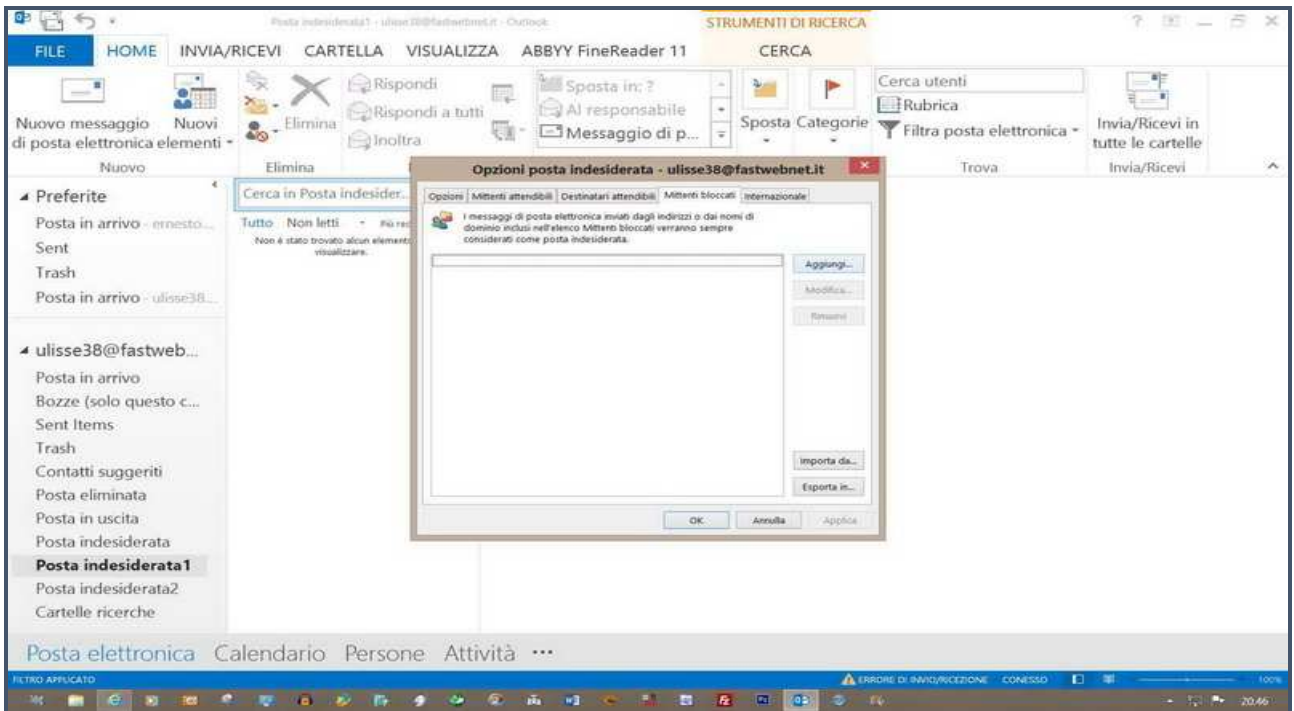 Posta indesiderata1 - ulisse38@fastwebnet.it - Outlook
STRUMENTI DI RICERCA
FILE HOME INVIA/RICEVI CARTELLA VISUALIZZA ABBYY FineReader 11 CERCA
Nuovo messaggio di posta elettronica
Nuovi elementi
Nuovo
Elimina
Elimina
Rispondi
Rispondi a tutti
Inoltra
Sposta in: ?
Al responsabile
Messaggio di p...
Sposta
Categorie
Cerca utenti
Rubrica
Filtra posta elettronica
Trova
Invia/Ricevi in tutte le cartelle
Invia/Ricevi
Preferite
Posta in arrivo - ernesto...
Sent
Trash
Posta in arrivo - ulisse38...
ulisse38@fastweb...
Posta in arrivo
Bozze (solo questo c...
Sent Items
Trash
Contatti suggeriti
Posta eliminata
Posta in uscita
Posta indesiderata
Posta indesiderata1
Posta indesiderata2
Cartelle ricerche
Cerca in Posta indesider...
Tutto Non letti
Non è stato trovato alcun elemento
visualizzare.
Opzioni posta indesiderata - ulisse38@fastwebnet.it
Opzioni Mittenti attendibili Destinatari attendibili Mittenti bloccati Internazionale
I messaggi di posta elettronica inviati dagli indirizzi o dai nomi di
dominio inclusi nell'elenco Mittenti bloccati verranno sempre
considerati come posta indesiderata.
Aggiungi...
Modifica...
Rimuovi
Importa da...
Esporta in...
OK Annulla Applica
Posta elettronica Calendario Persone Attività ...
FILTRO APPLICATO
ERRORE DI INVIO/RICEZIONE CONESSO 100%
20:46